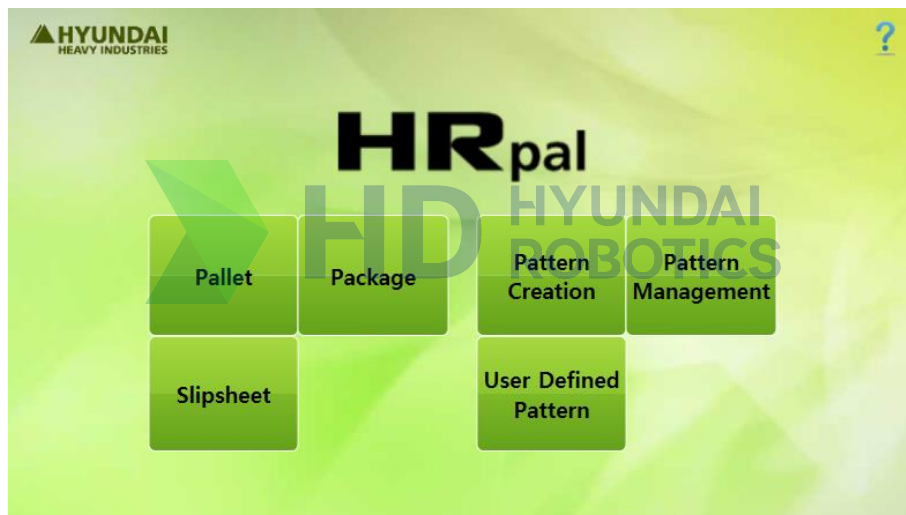 HYUNDAI
HEAVY INDUSTRIES
?
HRpal
HD HYUNDAI
ROBOTICS
Pallet
Package
Pattern
Creation
Pattern
Management
Slipsheet
User Defined
Pattern